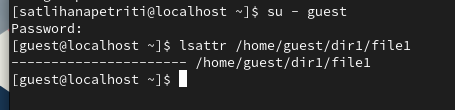 [satlihanapetriti@localhost ~]$ su - guest
Password:
[guest@localhost ~]$ lsattr /home/guest/dir1/file1
---------------------- /home/guest/dir1/file1
[guest@localhost ~]$